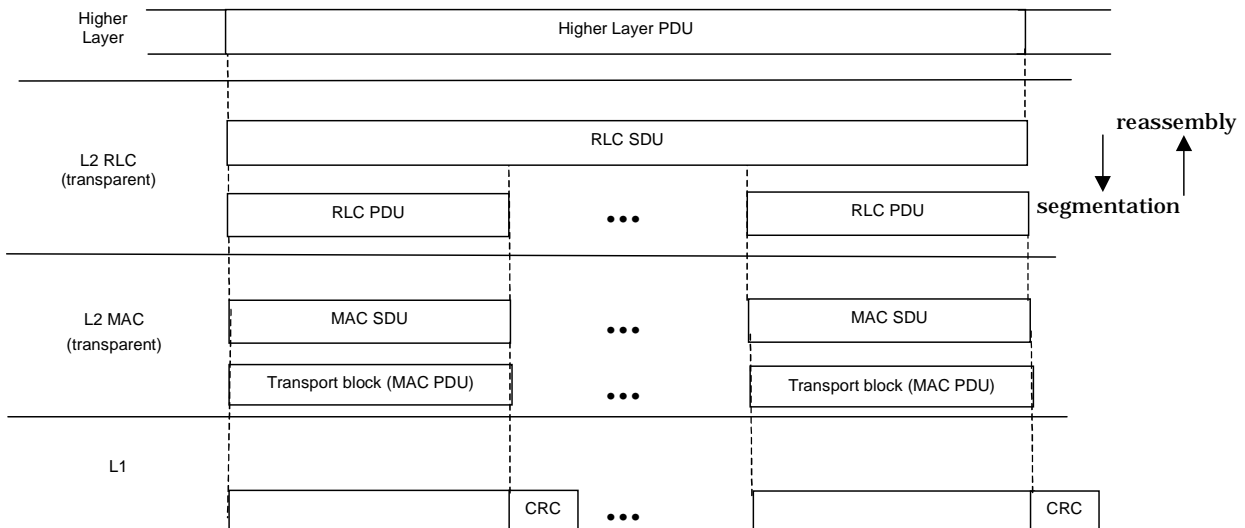 Higher
Layer
Higher Layer PDU
reassembly
RLC SDU
L2 RLC
(transparent)
RLC PDU
•••
RLC PDU
segmentation
L2 MAC
(transparent)
MAC SDU
•••
MAC SDU
Transport block (MAC PDU)
•••
Transport block (MAC PDU)
L1
CRC
•••
CRC